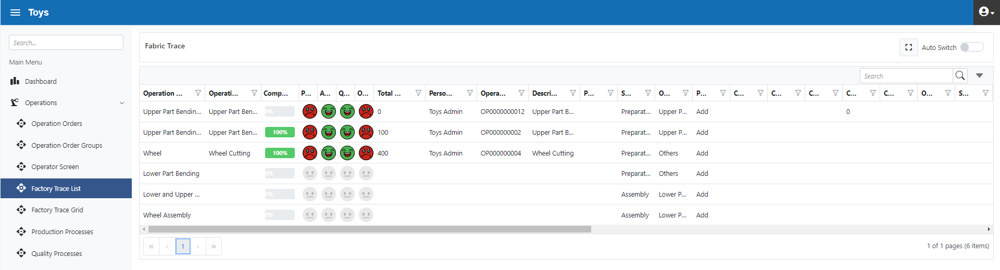 Toys
Search...
Main Menu
Dashboard
Operations
Operation Orders
Operation Order Groups
Operator Screen
Factory Trace List
Factory Trace Grid
Production Processes
Quality Processes
Fabric Trace
Auto Switch
Search
Operation ... Operati... Comp... P... A... Q... O... Total ... Perso... Opera... Descri... P... S... O... P... C... C... C... C... C... O... S...
Upper Part Bendin... Upper Part Ben... 0% 0 Toys Admin OP0000000012 Upper Part B... Preparat... Upper P... Add 0
Upper Part Bendin... Upper Part Ben... 100% 100 Toys Admin OP000000002 Upper Part B... Preparat... Upper P... Add
Wheel Wheel Cutting 100% 400 Toys Admin OP000000004 Wheel Cutting Preparat... Others Add
Lower Part Bending 0% Preparat... Others Add
Lower and Upper ... 0% Assembly Lower P... Add
Wheel Assembly 0% Assembly Lower P... Add
« ‹ 1 › »
1 of 1 pages (6 items)